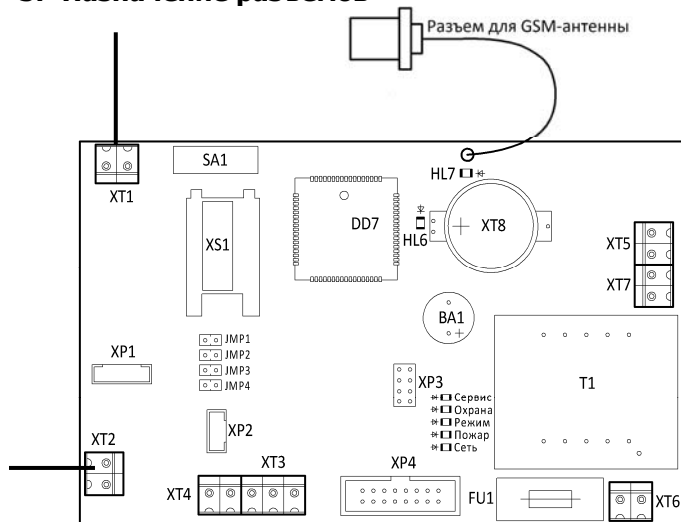 Разъем для GSM-антенны
SA1
HL7
XT1
DD7
XS1
HL6
XT8
XT5
XT7
BA1
JMP1
JMP2
JMP3
JMP4
XP1
XP3
T1
Сервис
Охрана
Режим
Пожар
Сеть
XP2
XT2
XT3
XT4
XP4
FU1
XT6